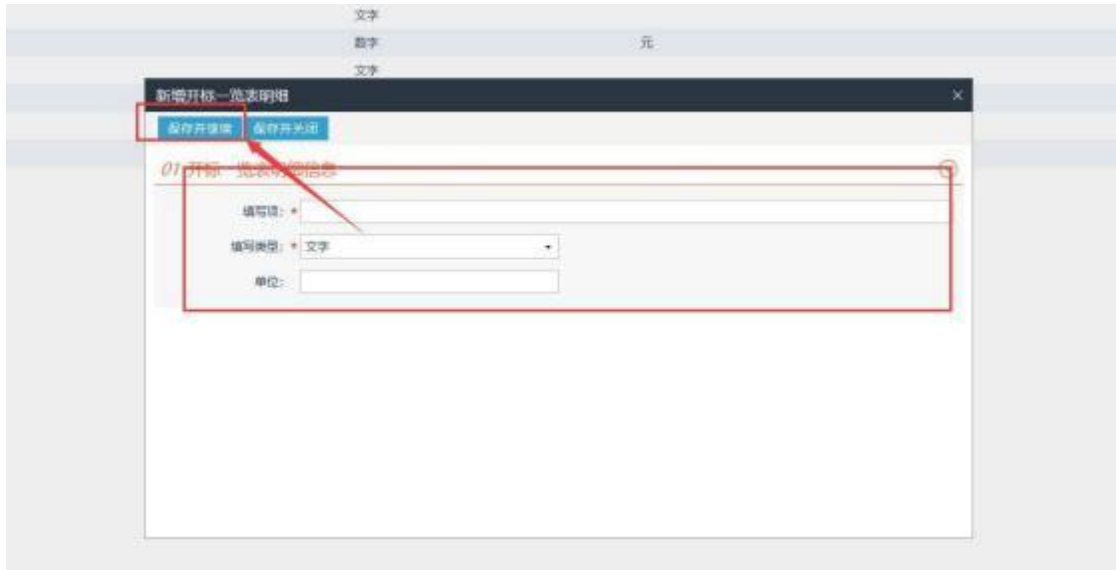 文字
数字 元
文字
新增开标一览表明细 ×
保存并继续 保存并关闭
01 开标一览表明细信息
填写项： *
填写类型： * 文字
单位：